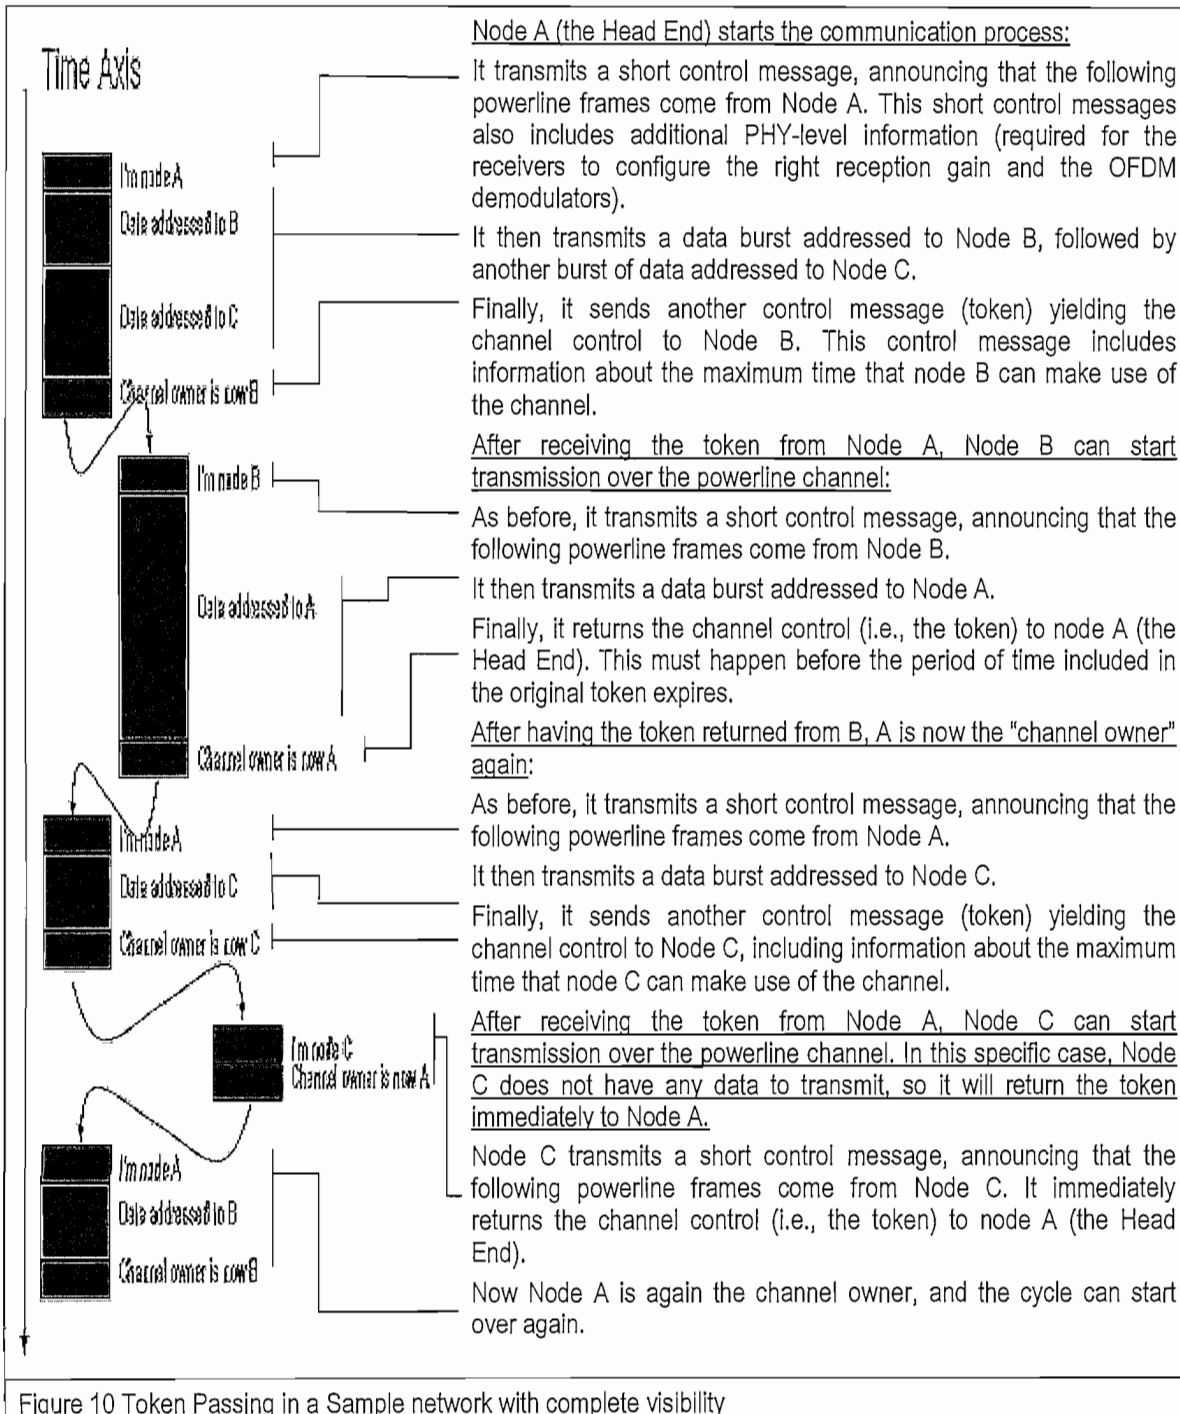 Time Axis
Node A (the Head End) starts the communication process:
It transmits a short control message, announcing that the following
powerline frames come from Node A. This short control messages
also includes additional PHY-level information (required for the
receivers to configure the right reception gain and the OFDM
demodulators).
It then transmits a data burst addressed to Node B, followed by
another burst of data addressed to Node C.
Finally, it sends another control message (token) yielding the
channel control to Node B. This control message includes
information about the maximum time that node B can make use of
the channel.
After receiving the token from Node A, Node B can start
transmission over the powerline channel:
As before, it transmits a short control message, announcing that the
following powerline frames come from Node B.
It then transmits a data burst addressed to Node A.
Finally, it returns the channel control (i.e., the token) to node A (the
Head End). This must happen before the period of time included in
the original token expires.
After having the token returned from B, A is now the "channel owner"
again:
As before, it transmits a short control message, announcing that the
following powerline frames come from Node A.
It then transmits a data burst addressed to Node C.
Finally, it sends another control message (token) yielding the
channel control to Node C, including information about the maximum
time that node C can make use of the channel.
After receiving the token from Node A, Node C can start
transmission over the powerline channel. In this specific case, Node
C does not have any data to transmit, so it will return the token
immediately to Node A.
Node C transmits a short control message, announcing that the
following powerline frames come from Node C. It immediately
returns the channel control (i.e., the token) to node A (the Head
End).
Now Node A is again the channel owner, and the cycle can start
over again.
I'm node A
Data addressed to B
Data addressed to C
Channel owner is now B
I'm node B
Data addressed to A
Channel owner is now A
I'm node A
Data addressed to C
Channel owner is now C
I'm node C
Channel owner is now A
I'm node A
Data addressed to B
Channel owner is now B
Figure 10 Token Passing in a Sample network with complete visibility